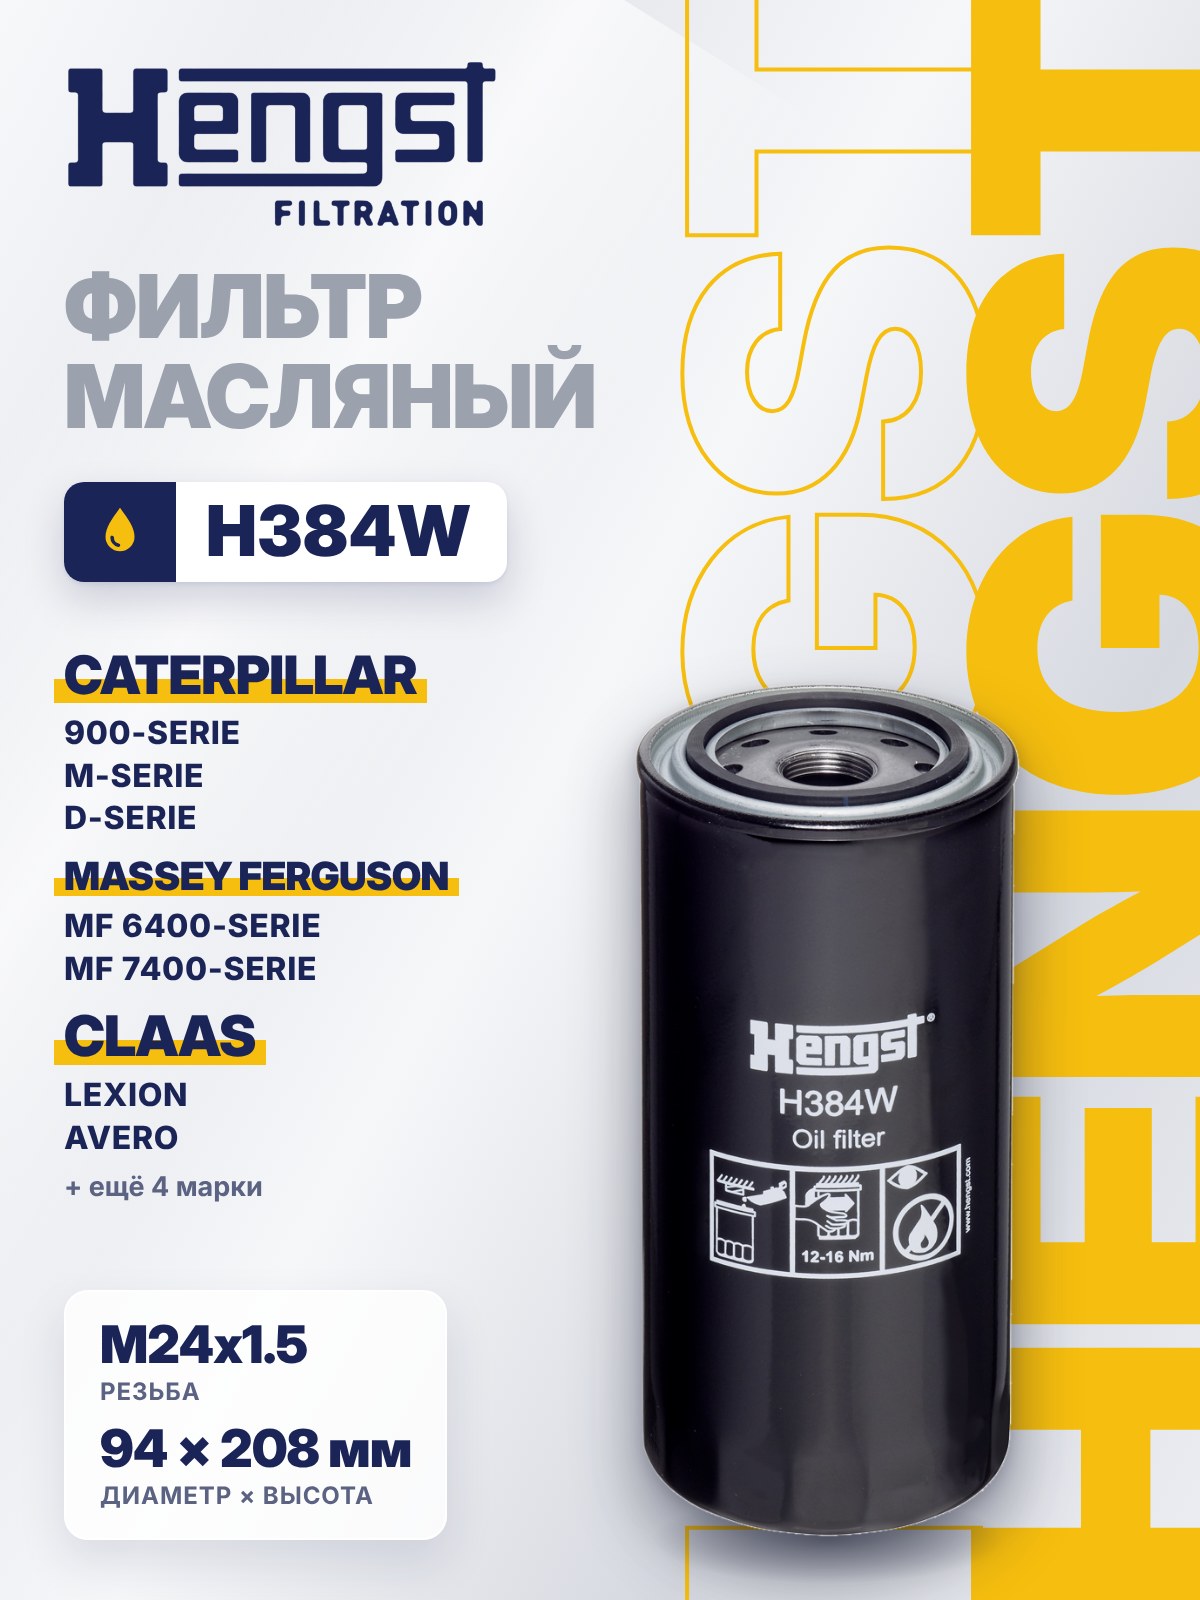 Hengst
FILTRATION
ФИЛЬТР
МАСЛЯНЫЙ
H384W
CATERPILLAR
900-SERIE
M-SERIE
D-SERIE
MASSEY FERGUSON
MF 6400-SERIE
MF 7400-SERIE
CLAAS
LEXION
AVERO
+ ещё 4 марки
M24x1.5
РЕЗЬБА
94 × 208 мм
ДИАМЕТР × ВЫСОТА
Hengst®
H384W
Oil filter
12-16 Nm
www.hengst.com
HENGST
GST